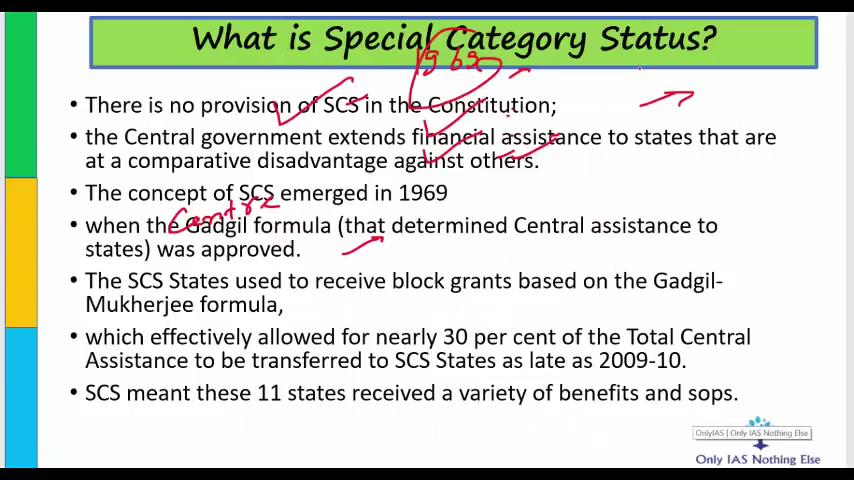 What is Special Category Status?
1969
• There is no provision of SCS in the Constitution;
• the Central government extends financial assistance to states that are
at a comparative disadvantage against others.
• The concept of SCS emerged in 1969
Centre
• when the Gadgil formula (that determined Central assistance to
states) was approved.
• The SCS States used to receive block grants based on the Gadgil-
Mukherjee formula,
• which effectively allowed for nearly 30 per cent of the Total Central
Assistance to be transferred to SCS States as late as 2009-10.
• SCS meant these 11 states received a variety of benefits and sops.
OnlyIAS | Only IAS Nothing Else
Only IAS Nothing Else